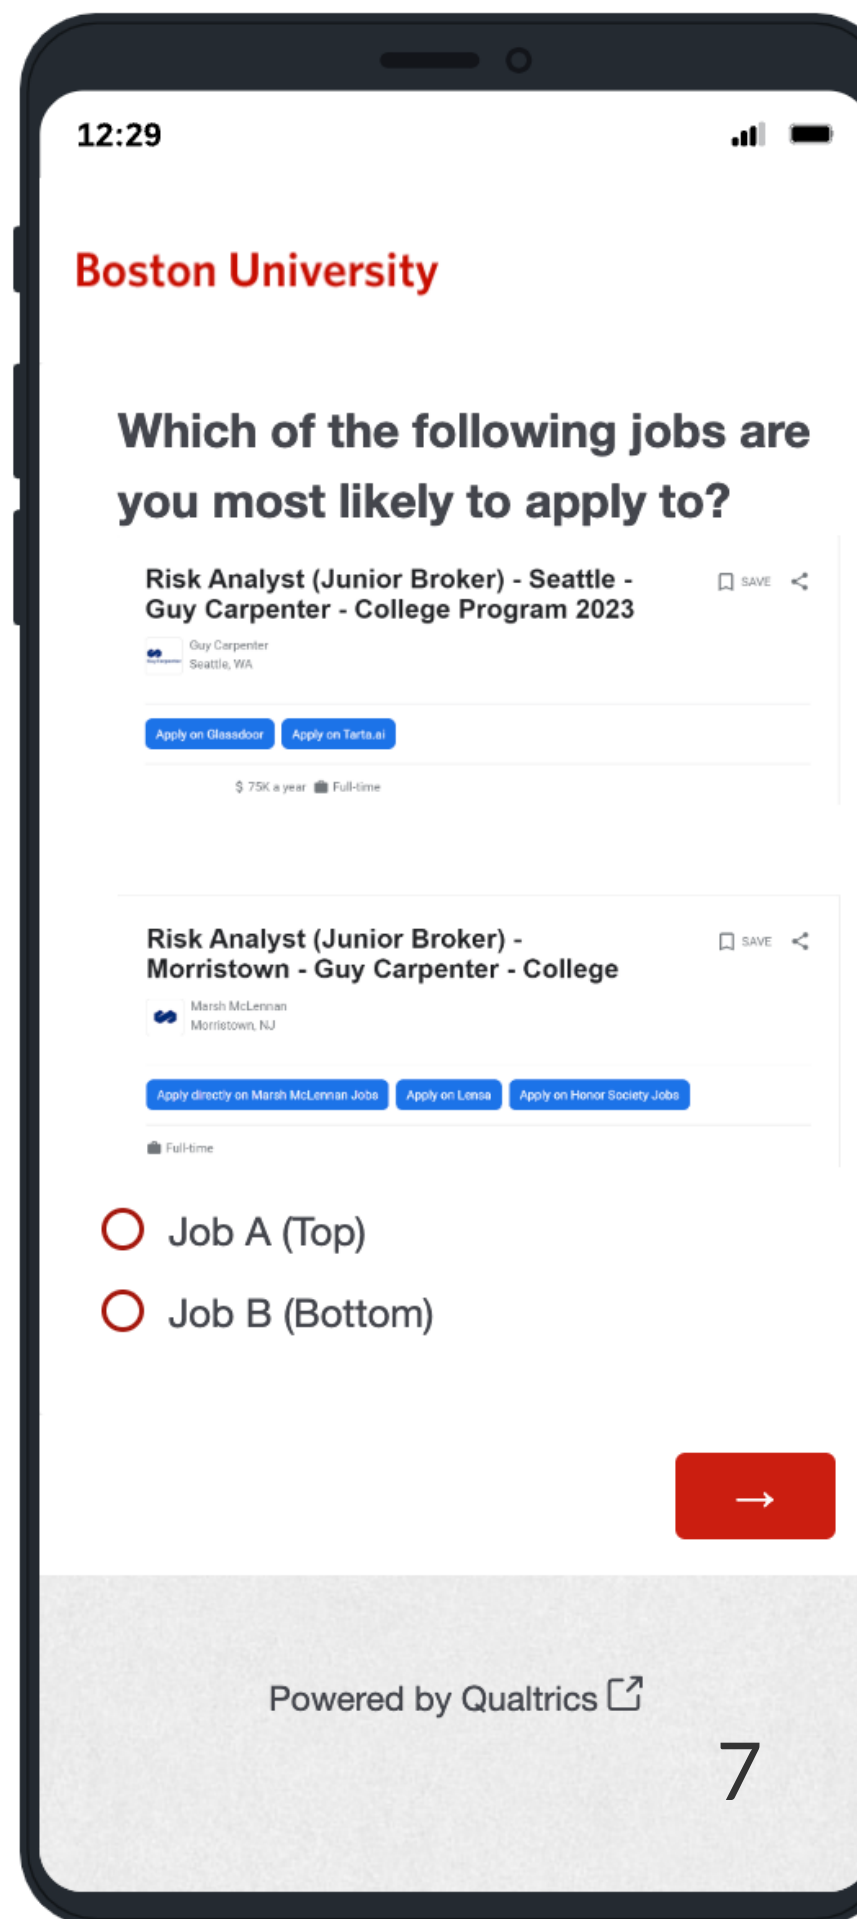 12:29
Boston University
Which of the following jobs are
you most likely to apply to?
Risk Analyst (Junior Broker) - Seattle -
Guy Carpenter - College Program 2023
SAVE
Guy Carpenter
Seattle, WA
Apply on Glassdoor
Apply on Tarta.ai
$ 75K a year
Full-time
Risk Analyst (Junior Broker) -
Morristown - Guy Carpenter - College
SAVE
Marsh McLennan
Morristown, NJ
Apply directly on Marsh McLennan Jobs
Apply on Lensa
Apply on Honor Society Jobs
Full-time
Job A (Top)
Job B (Bottom)
→
Powered by Qualtrics
7